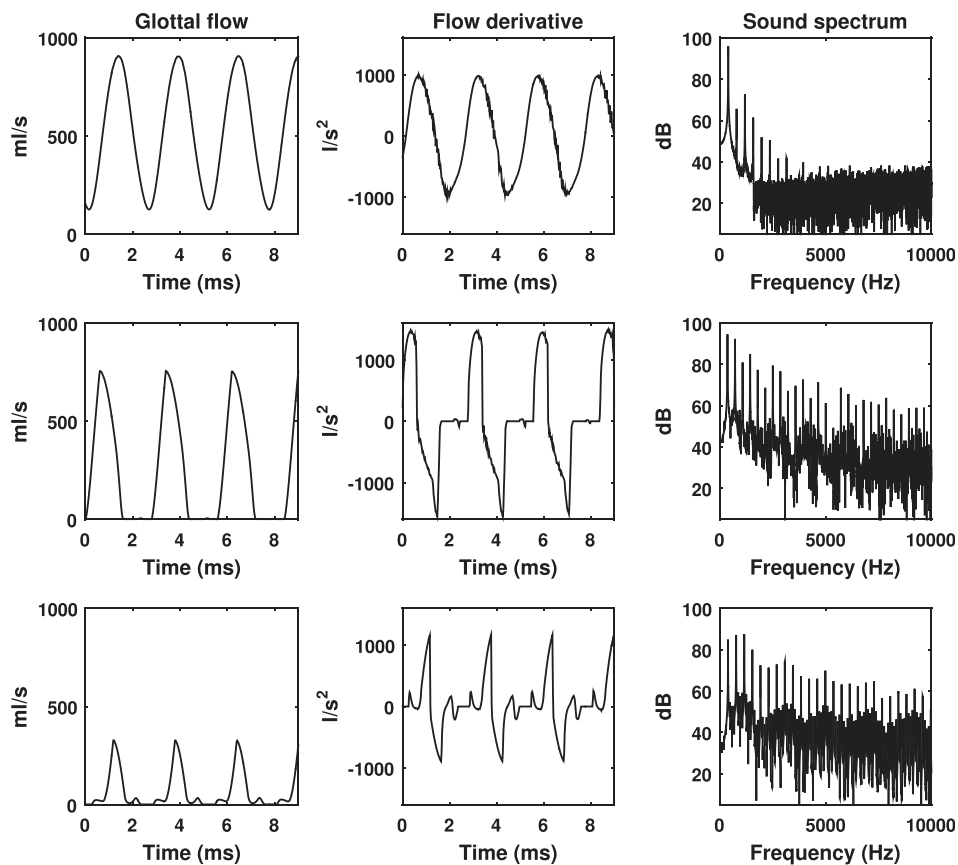 Glottal flow
Flow derivative
Sound spectrum
1000
500
0
ml/s
0 2 4 6 8
Time (ms)
1000
0
-1000
l/s²
0 2 4 6 8
Time (ms)
100
80
60
40
20
dB
0 5000 10000
Frequency (Hz)
1000
500
0
ml/s
0 2 4 6 8
Time (ms)
1000
0
-1000
l/s²
0 2 4 6 8
Time (ms)
100
80
60
40
20
dB
0 5000 10000
Frequency (Hz)
1000
500
0
ml/s
0 2 4 6 8
Time (ms)
1000
0
-1000
l/s²
0 2 4 6 8
Time (ms)
100
80
60
40
20
dB
0 5000 10000
Frequency (Hz)